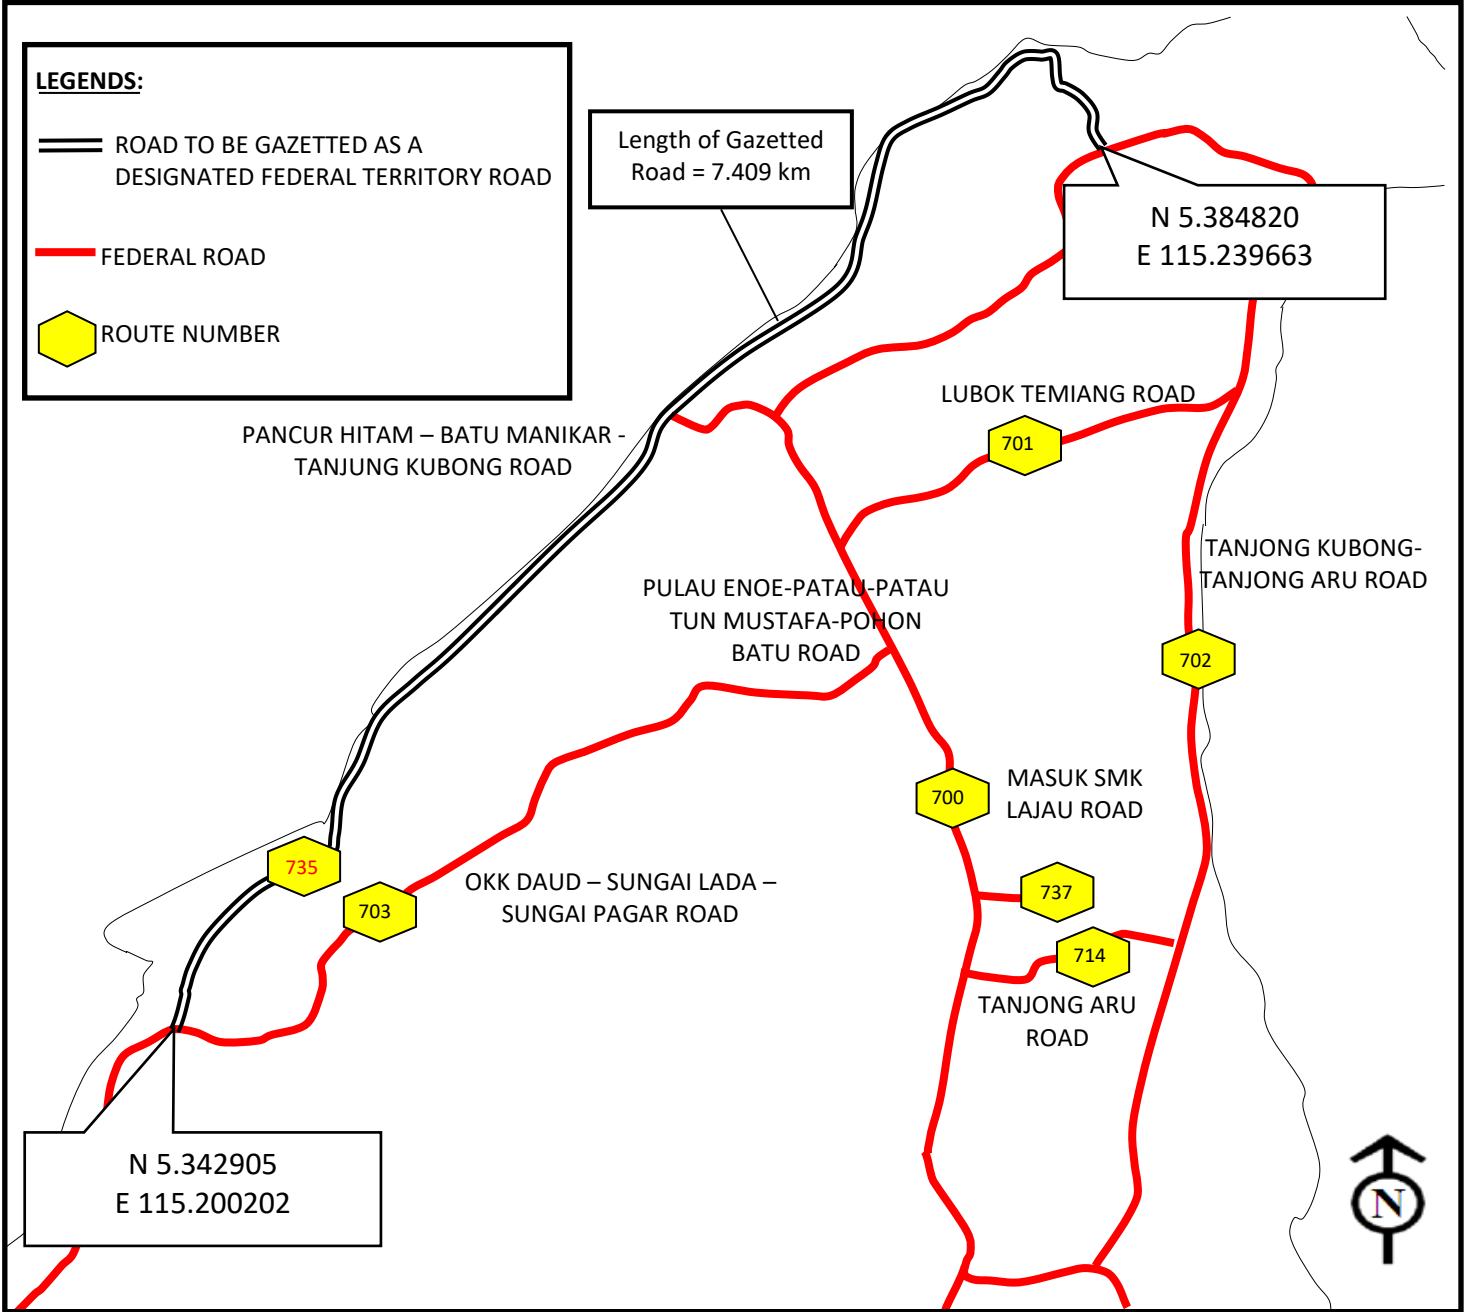 LEGENDS:
ROAD TO BE GAZETTED AS A
DESIGNATED FEDERAL TERRITORY ROAD
FEDERAL ROAD
ROUTE NUMBER
Length of Gazetted
Road = 7.409 km
N 5.384820
E 115.239663
LUBOK TEMIANG ROAD
701
PANCUR HITAM – BATU MANIKAR -
TANJUNG KUBONG ROAD
TANJONG KUBONG-
TANJONG ARU ROAD
PULAU ENOE-PATAU-PATAU
TUN MUSTAFA-POHON
BATU ROAD
702
MASUK SMK
LAJAU ROAD
700
735
OKK DAUD – SUNGAI LADA –
SUNGAI PAGAR ROAD
703
737
714
TANJONG ARU
ROAD
N 5.342905
E 115.200202
N